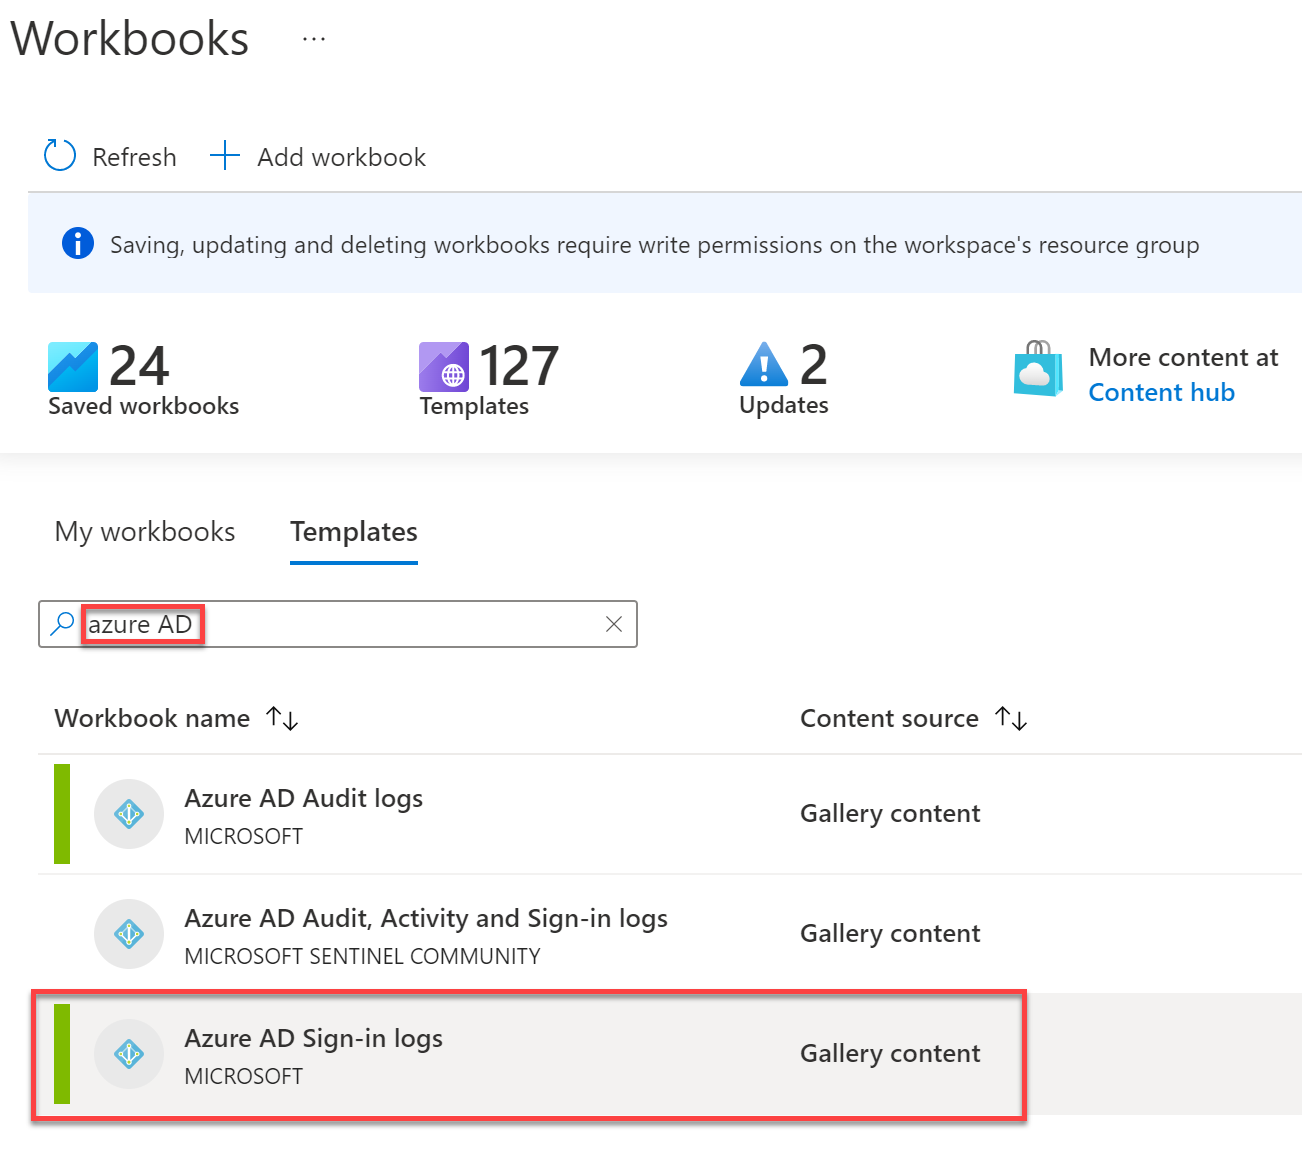 Workbooks ...
Refresh Add workbook
Saving, updating and deleting workbooks require write permissions on the workspace's resource group
24
Saved workbooks
127
Templates
2
Updates
More content at
Content hub
My workbooks Templates
azure AD
Workbook name Content source
Azure AD Audit logs
MICROSOFT
Gallery content
Azure AD Audit, Activity and Sign-in logs
MICROSOFT SENTINEL COMMUNITY
Gallery content
Azure AD Sign-in logs
MICROSOFT
Gallery content